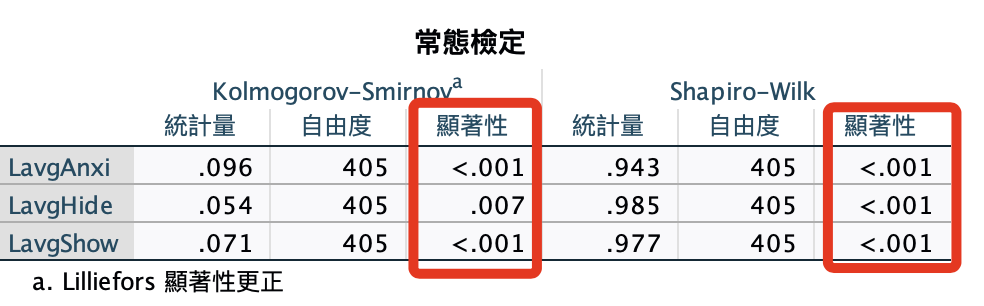 常態檢定
Kolmogorov-Smirnovᵃ Shapiro-Wilk
統計量 自由度 顯著性 統計量 自由度 顯著性
LavgAnxi .096 405 <.001 .943 405 <.001
LavgHide .054 405 .007 .985 405 <.001
LavgShow .071 405 <.001 .977 405 <.001
a. Lilliefors 顯著性更正